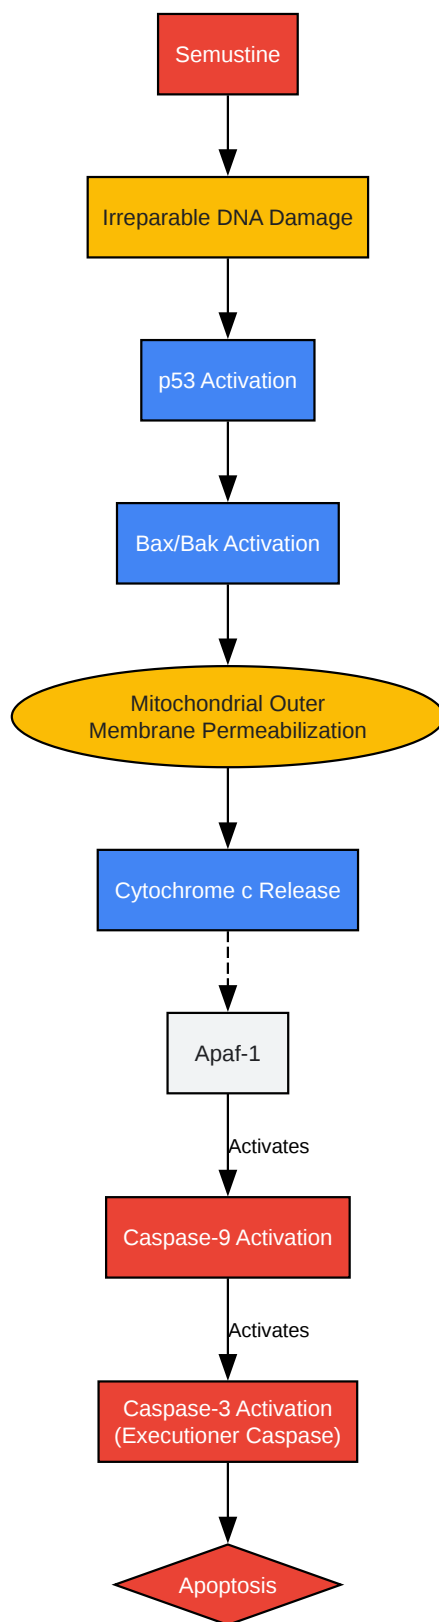 Semustine
Irreparable DNA Damage
p53 Activation
Bax/Bak Activation
Mitochondrial Outer
Membrane Permeabilization
Cytochrome c Release
Apaf-1
Activates
Caspase-9 Activation
Activates
Caspase-3 Activation
(Executioner Caspase)
Apoptosis